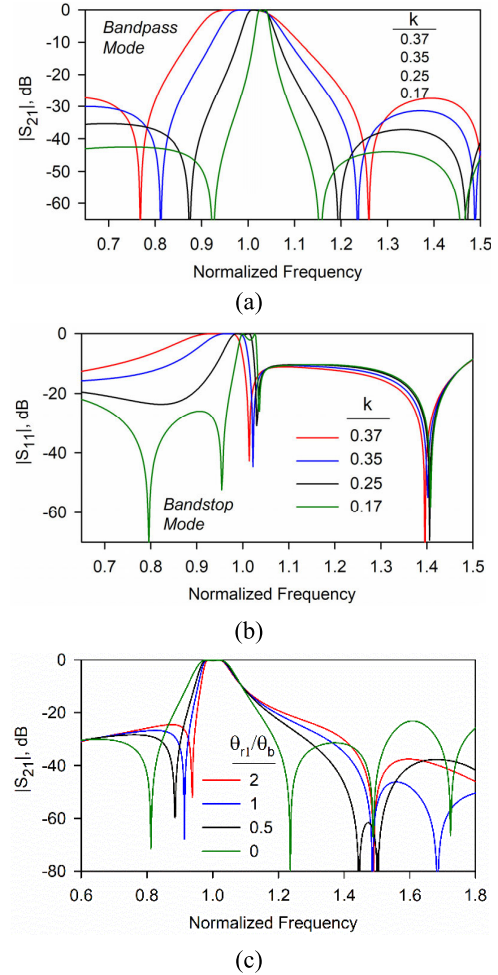 Bandpass
Mode
k
0.37
0.35
0.25
0.17
|S21|, dB
0
-10
-20
-30
-40
-50
-60
0.7 0.8 0.9 1.0 1.1 1.2 1.3 1.4 1.5
Normalized Frequency
(a)
|S11|, dB
0
-20
-40
-60
k
0.37
0.35
0.25
0.17
Bandstop
Mode
0.7 0.8 0.9 1.0 1.1 1.2 1.3 1.4 1.5
Normalized Frequency
(b)
|S21|, dB
0
-20
-40
-60
-80
θr1/θb
2
1
0.5
0
0.6 0.8 1.0 1.2 1.4 1.6 1.8
Normalized Frequency
(c)